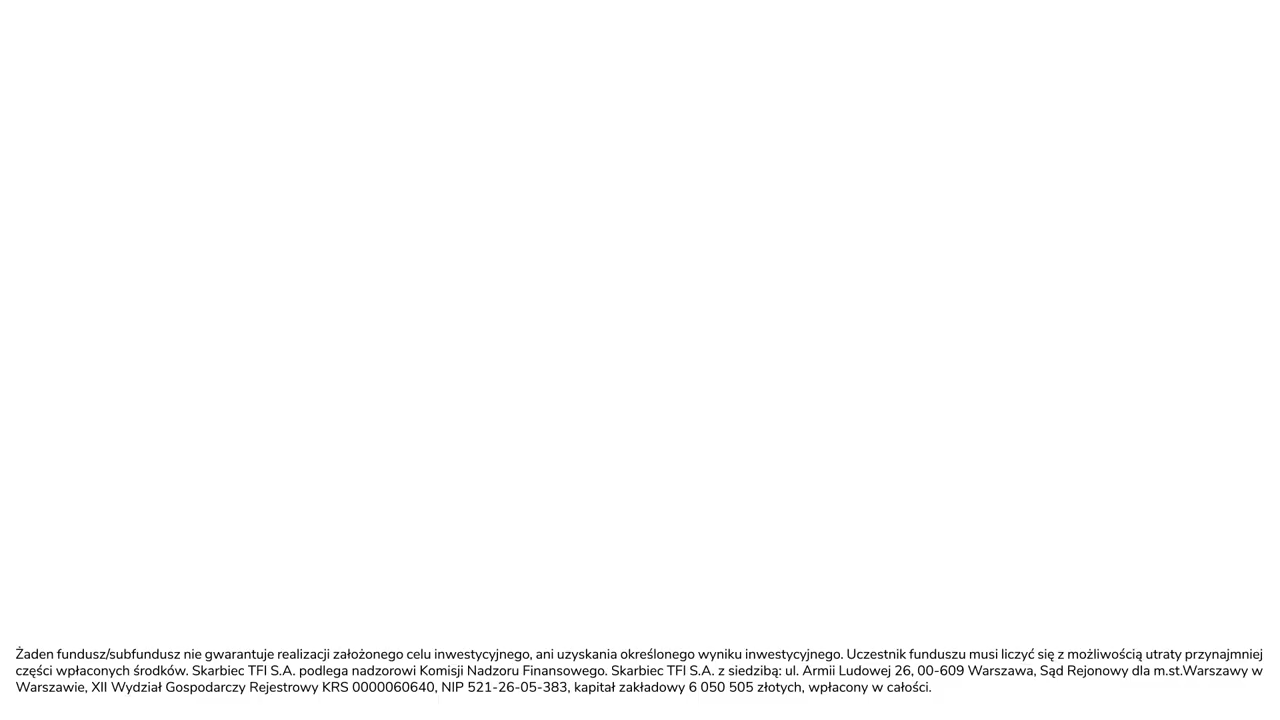 Żaden fundusz/subfundusz nie gwarantuje realizacji założonego celu inwestycyjnego, ani uzyskania określonego wyniku inwestycyjnego. Uczestnik funduszu musi liczyć się z możliwością utraty przynajmniej
części wpłaconych środków. Skarbiec TFI S.A. podlega nadzorowi Komisji Nadzoru Finansowego. Skarbiec TFI S.A. z siedzibą: ul. Armii Ludowej 26, 00-609 Warszawa, Sąd Rejonowy dla m.st.Warszawy w
Warszawie, XII Wydział Gospodarczy Rejestrowy KRS 0000060640, NIP 521-26-05-383, kapitał zakładowy 6 050 505 złotych, wpłacony w całości.